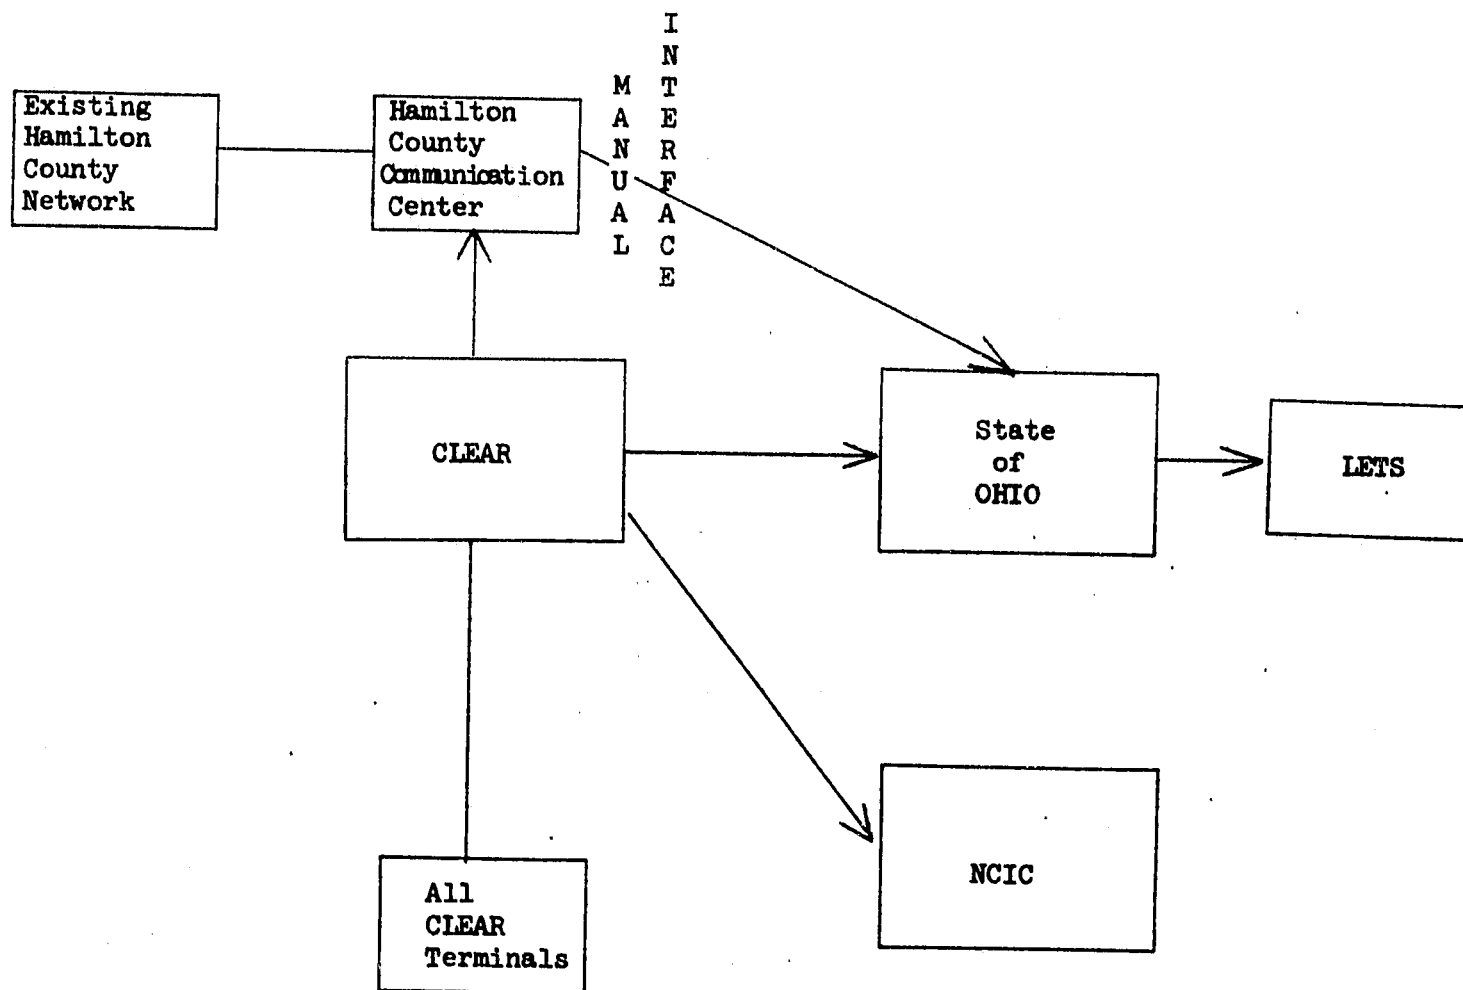 Existing
Hamilton
County
Network
Hamilton
County
Communication
Center
MANUAL
INTERFACE
CLEAR
State
of
OHIO
LETS
NCIC
All
CLEAR
Terminals